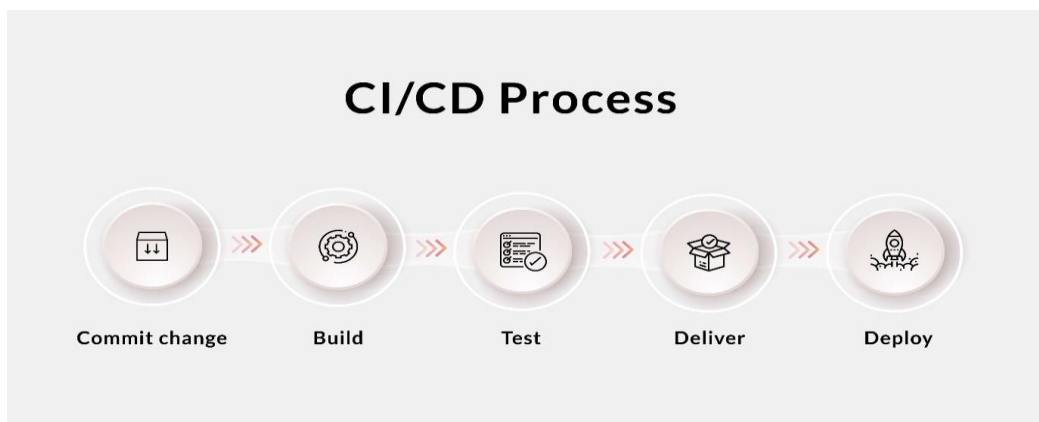 CI/CD Process
Commit change
Build
Test
Deliver
Deploy